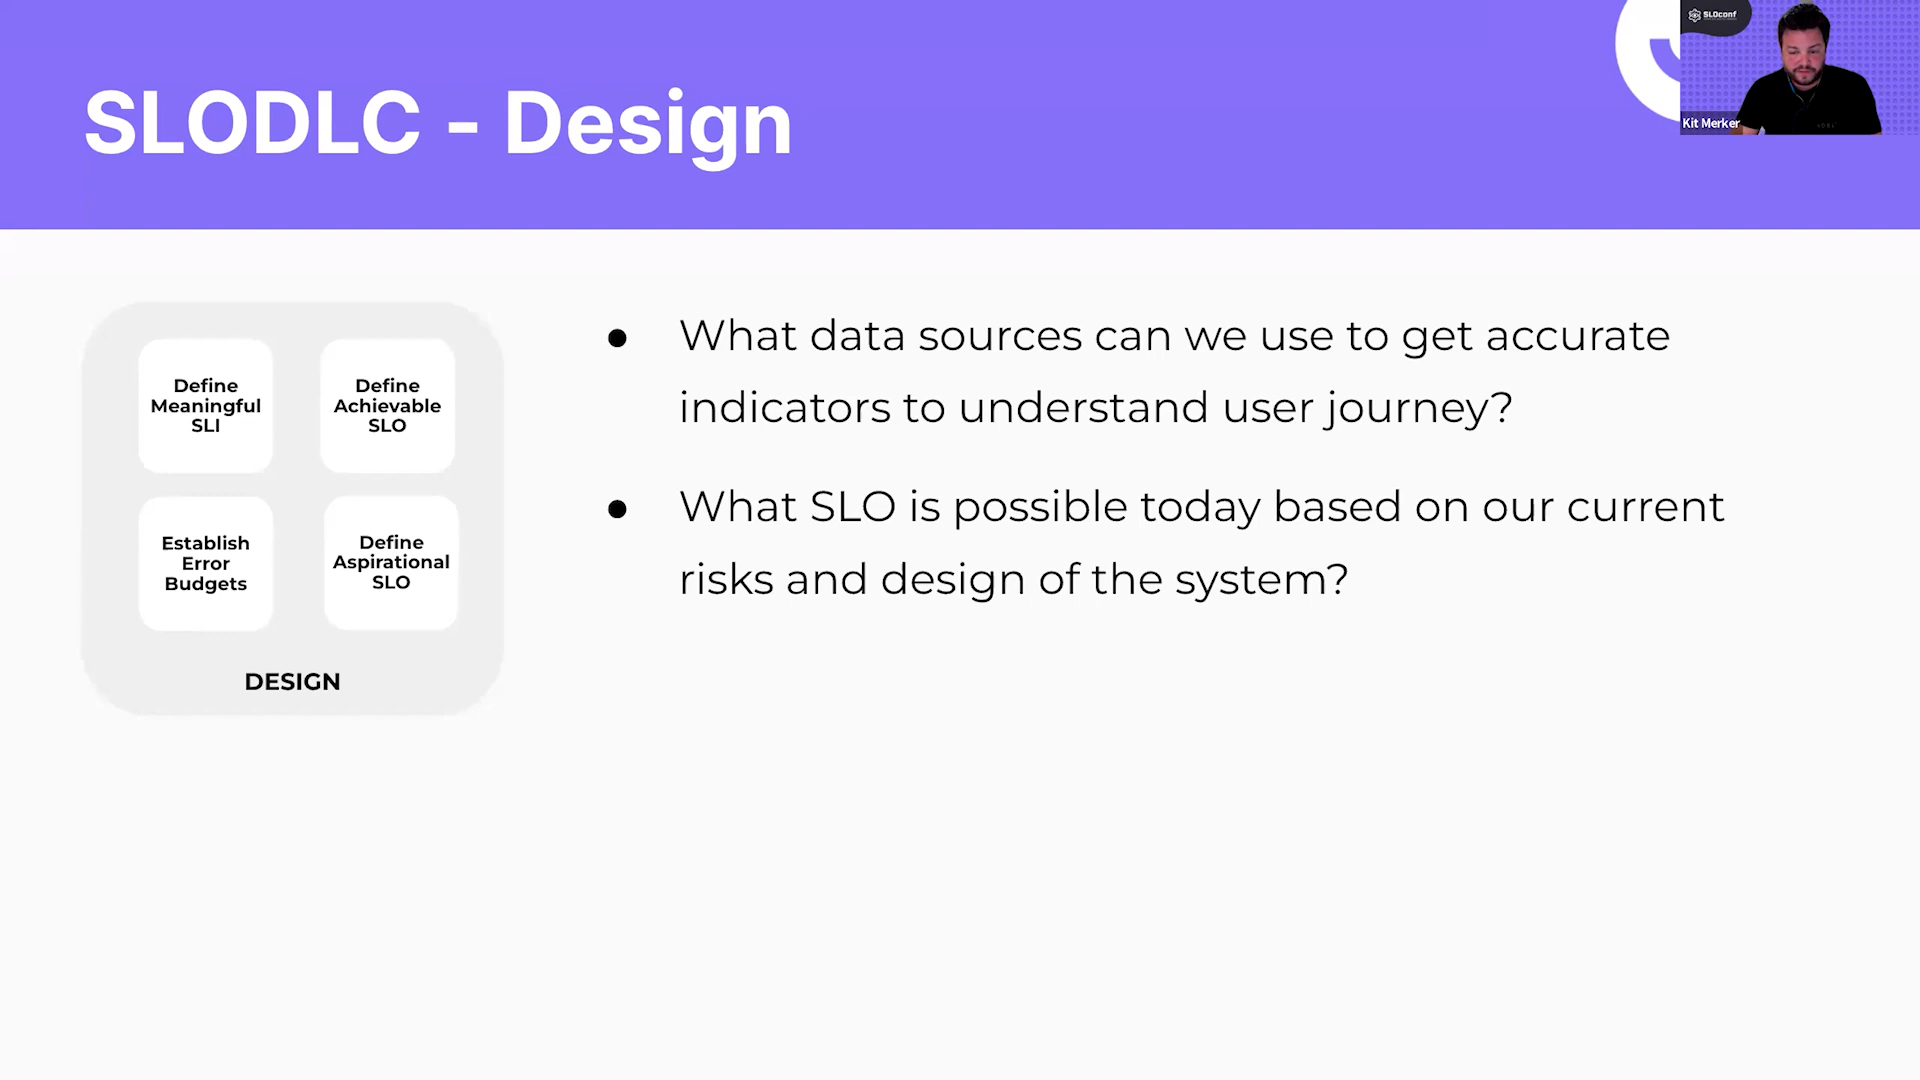 SLODLC - Design
SLOconf
Kit Merker
Define
Meaningful
SLI
Define
Achievable
SLO
Establish
Error
Budgets
Define
Aspirational
SLO
DESIGN
● What data sources can we use to get accurate
indicators to understand user journey?
● What SLO is possible today based on our current
risks and design of the system?